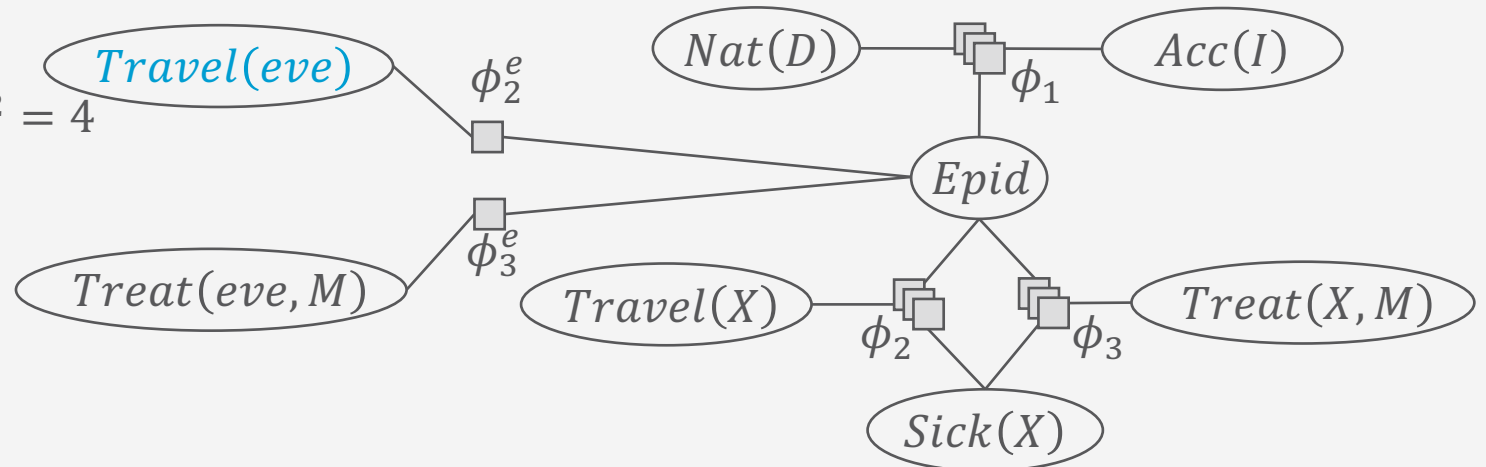 Nat(D)
Acc(I)
Travel(eve)
ϕ₂ᵉ
ϕ₁
= 4
Epid
ϕ₃ᵉ
Treat(eve, M)
Travel(X)
Treat(X, M)
ϕ₂
ϕ₃
Sick(X)